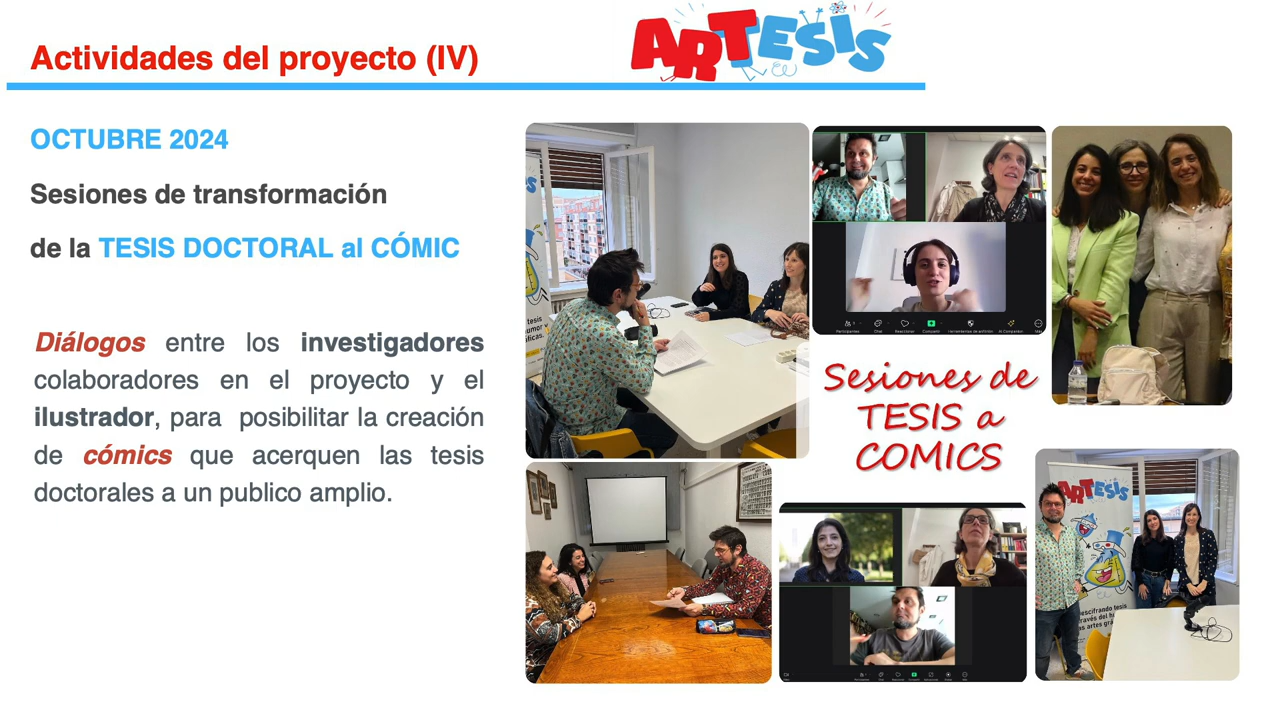 Actividades del proyecto (IV)
ARTESIS
OCTUBRE 2024
Sesiones de transformación
de la TESIS DOCTORAL al CÓMIC
Diálogos entre los investigadores
colaboradores en el proyecto y el
ilustrador, para posibilitar la creación
de cómics que acerquen las tesis
doctorales a un publico amplio.
Sesiones de
TESIS a
COMICS
ARTESIS